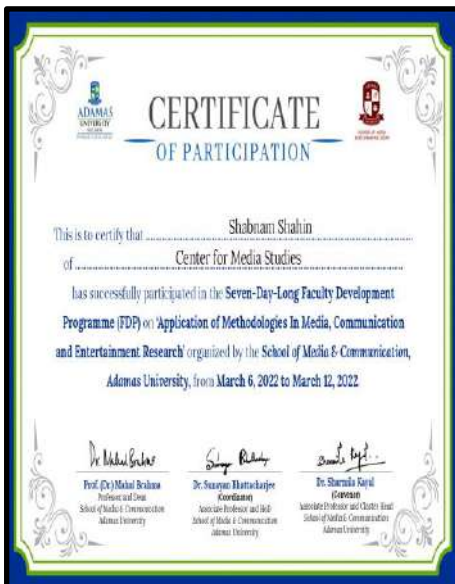 ADAMAS
UNIVERSITY
CERTIFICATE
OF PARTICIPATION
This is to certify that Shabnam Shahin
of Center for Media Studies
has successfully participated in the Seven-Day-Long Faculty Development
Programme (FDP) on 'Application of Methodologies In Media, Communication
and Entertainment Research' organized by the School of Media & Communication,
Adamas University, from March 6, 2022 to March 12, 2022
Prof. (Dr.) Mahul Brahma
Professor and Dean
School of Media & Communication
Adamas University
Dr. Sunayan Bhattacharjee
(Coordinator)
Associate Professor and HoD
School of Media & Communication
Adamas University
Dr. Sharmila Kayal
(Convenor)
Associate Professor and Cluster Head
School of Media & Communication
Adamas University